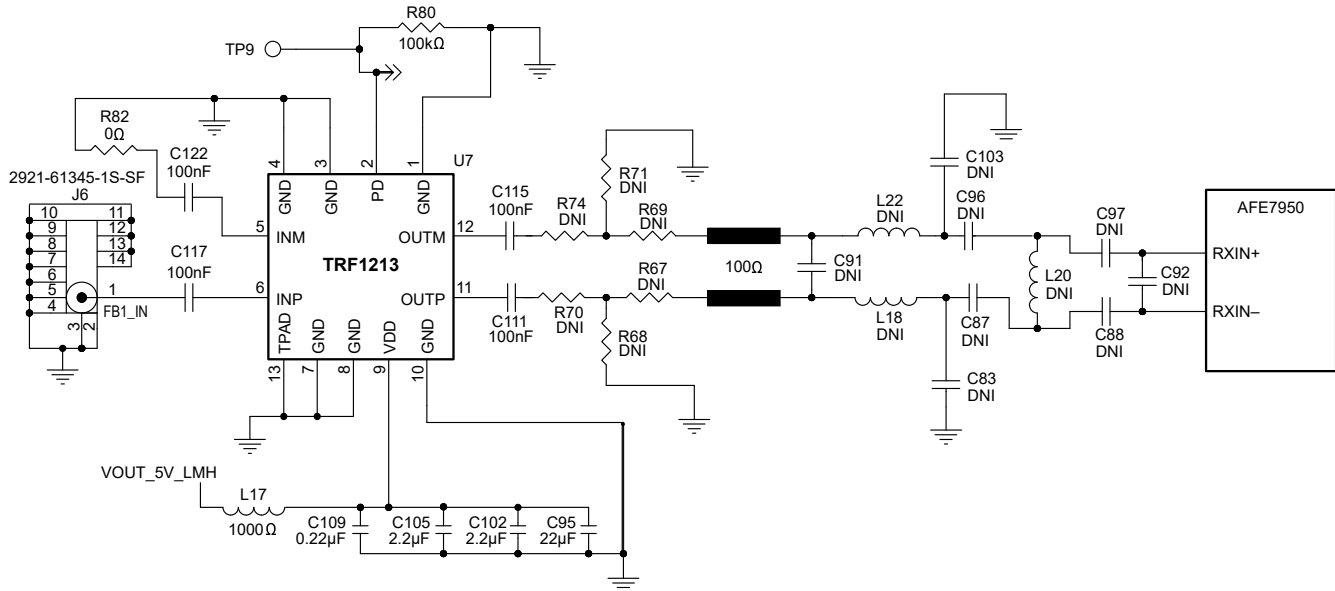 R80
100kΩ
TP9
R82
0Ω
C122
100nF
2921-61345-1S-SF
J6
10
9
8
7
6
5
4
11
12
13
14
1
3
2
FB1_IN
C117
100nF
4
3
2
1
U7
GND
GND
PD
GND
5
INM
6
INP
TRF1213
OUTM
12
OUTP
11
TPAD
GND
GND
VDD
GND
13
7
8
9
10
C115
100nF
C111
100nF
R74
DNI
R71
DNI
R69
DNI
R70
DNI
R67
DNI
R68
DNI
100Ω
C91
DNI
L22
DNI
L18
DNI
C103
DNI
C96
DNI
C87
DNI
C83
DNI
L20
DNI
C97
DNI
C88
DNI
C92
DNI
AFE7950
RXIN+
RXIN–
VOUT_5V_LMH
L17
1000Ω
C109
0.22µF
C105
2.2µF
C102
2.2µF
C95
22µF